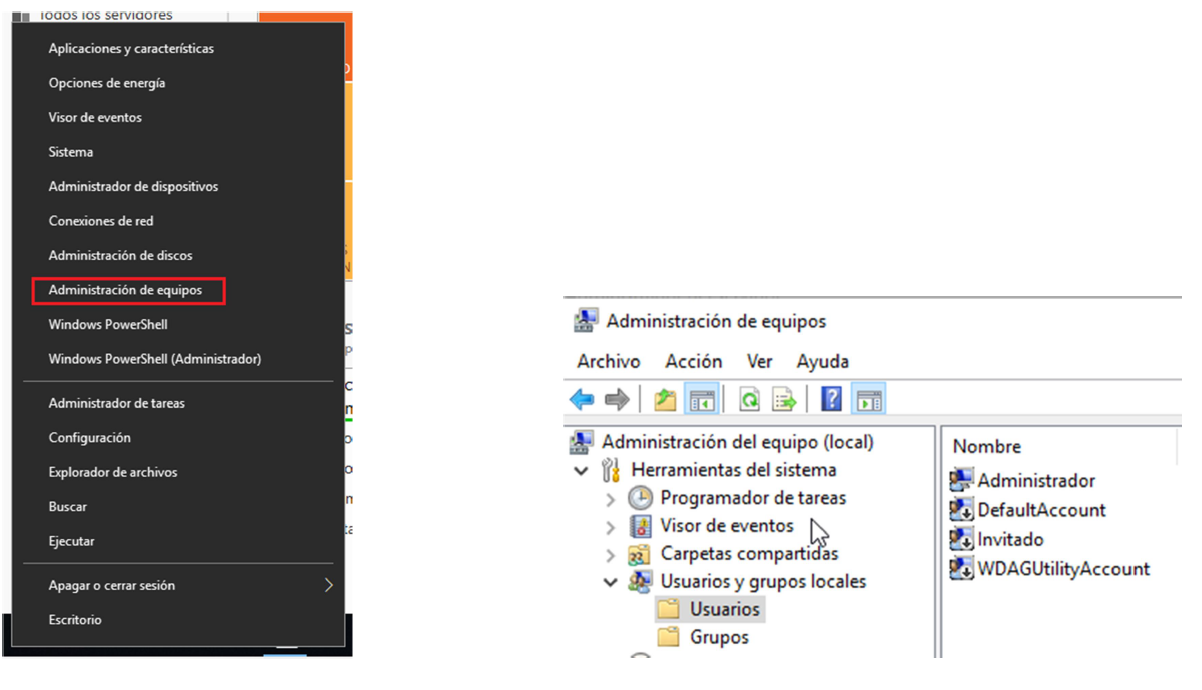 Todos los servidores
Aplicaciones y características
Opciones de energía
Visor de eventos
Sistema
Administrador de dispositivos
Conexiones de red
Administración de discos
Administración de equipos
Windows PowerShell
Windows PowerShell (Administrador)
Administrador de tareas
Configuración
Explorador de archivos
Buscar
Ejecutar
Apagar o cerrar sesión
Escritorio
Administración de equipos
Archivo Acción Ver Ayuda
Administración del equipo (local)
Herramientas del sistema
Programador de tareas
Visor de eventos
Carpetas compartidas
Usuarios y grupos locales
Usuarios
Grupos
Nombre
Administrador
DefaultAccount
Invitado
WDAGUtilityAccount